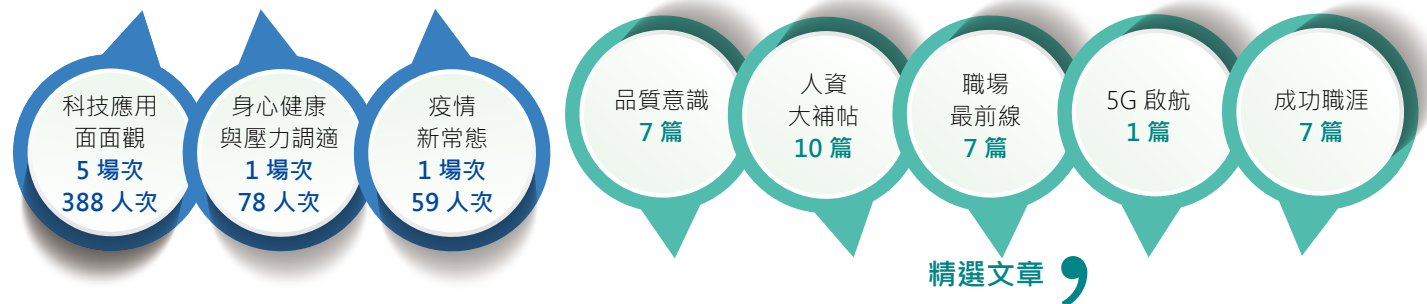 科技應用
面面觀
5 場次
388 人次
身心健康
與壓力調適
1 場次
78 人次
疫情
新常態
1 場次
59 人次
品質意識
7 篇
人資
大補帖
10 篇
職場
最前線
7 篇
5G 啟航
1 篇
成功職涯
7 篇
精選文章